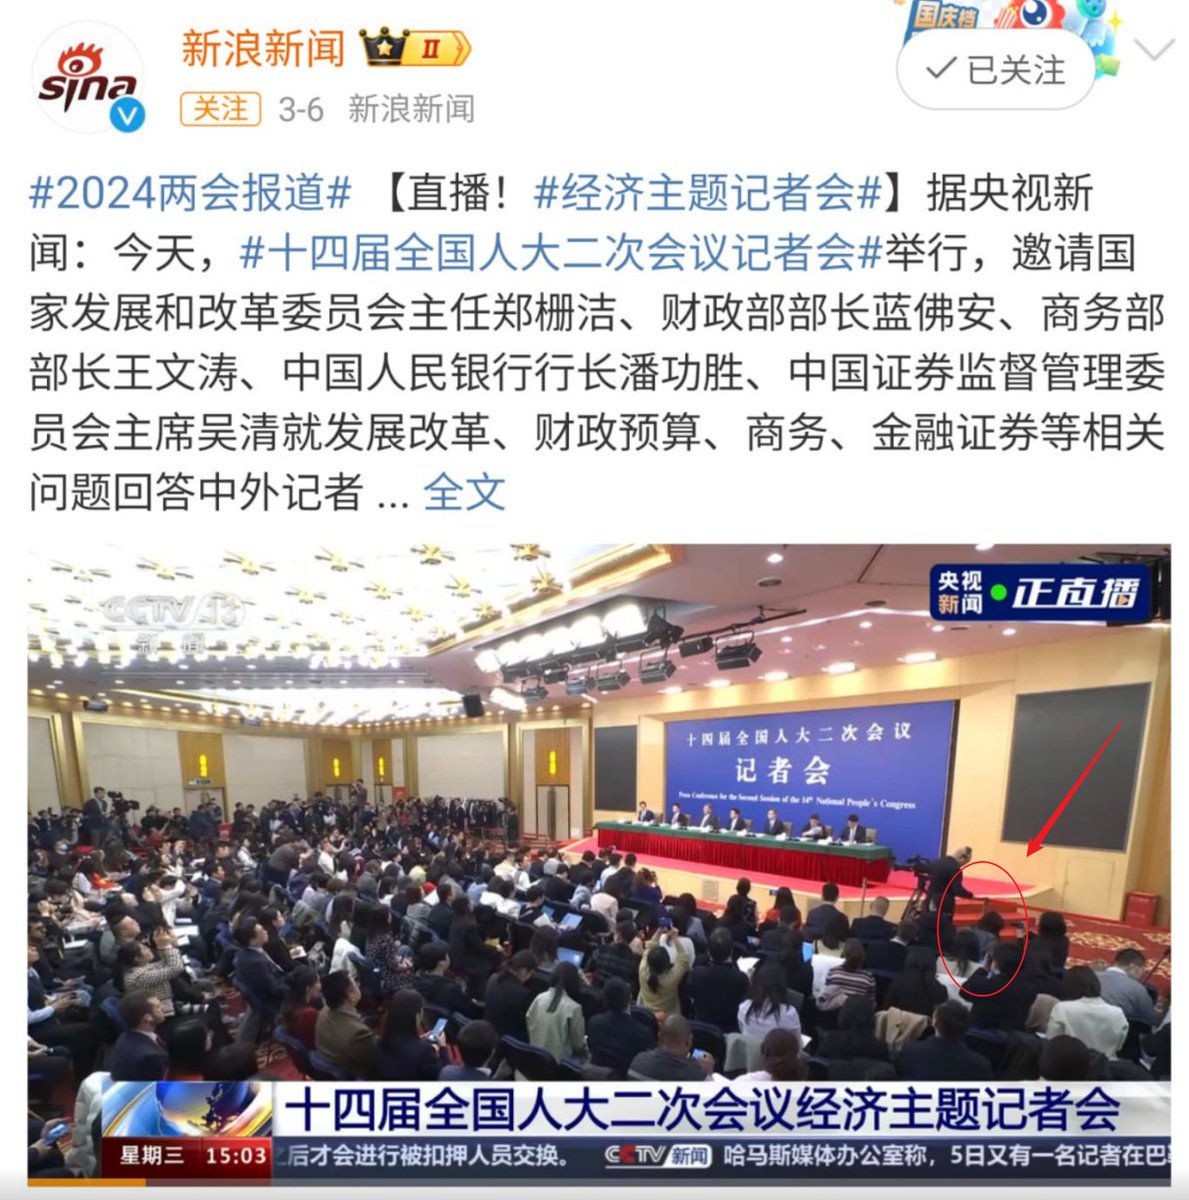 国庆档
sina
新浪新闻 II
已关注
关注 3-6 新浪新闻
#2024两会报道# 【直播！#经济主题记者会#】据央视新
闻：今天，#十四届全国人大二次会议记者会#举行，邀请国
家发展和改革委员会主任郑栅洁、财政部部长蓝佛安、商务部
部长王文涛、中国人民银行行长潘功胜、中国证券监督管理委
员会主席吴清就发展改革、财政预算、商务、金融证券等相关
问题回答中外记者 ... 全文
CCTV 13
新闻
央视新闻 正直播
十四届全国人大二次会议
记者会
Press Conference for the Second Session of the 14th National People's Congress
十四届全国人大二次会议经济主题记者会
星期三 15:03 之后才会进行被扣押人员交换。 CCTV新闻 哈马斯媒体办公室称，5日又有一名记者在巴